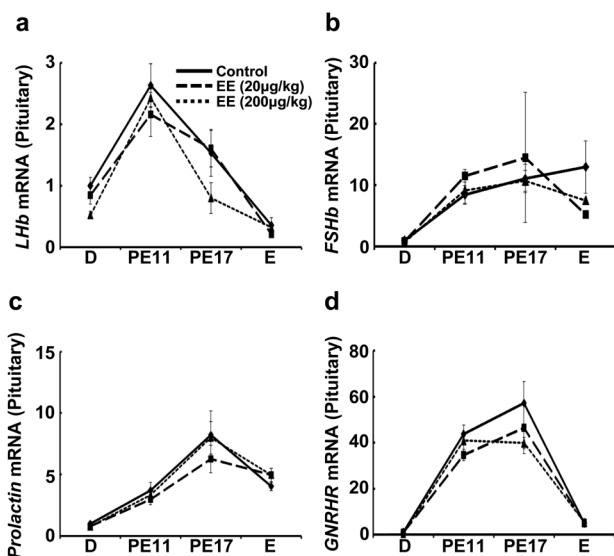 a
LHb mRNA (Pituitary)
3
2
1
0
D PE11 PE17 E
Control
EE (20µg/kg)
EE (200µg/kg)
b
FSHb mRNA (Pituitary)
30
20
10
0
D PE11 PE17 E
c
Prolactin mRNA (Pituitary)
15
10
5
0
D PE11 PE17 E
d
GNRHR mRNA (Pituitary)
80
60
40
20
0
D PE11 PE17 E